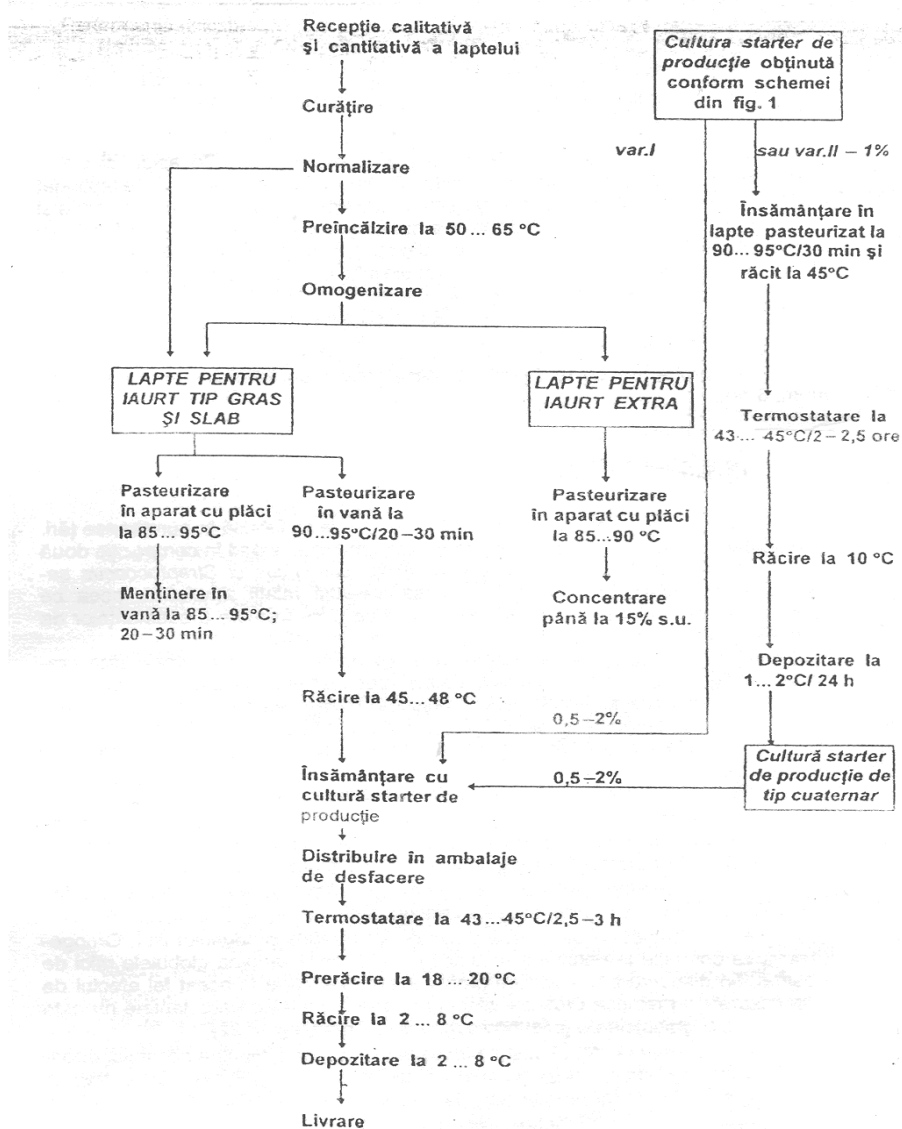 Recepție calitativă
și cantitativă a laptelui
Curățire
Normalizare
Preîncălzire la 50 ... 65 °C
Omogenizare
LAPTE PENTRU
IAURT TIP GRAS
ȘI SLAB
LAPTE PENTRU
IAURT EXTRA
Pasteurizare
în aparat cu plăci
la 85 ... 95°C
Menținere în
vană la 85 ... 95°C;
20 – 30 min
Pasteurizare
în vană la
90 ...95°C/20 – 30 min
Pasteurizare
în aparat cu plăci
la 85...90 °C
Concentrare
până la 15% s.u.
Răcire la 45... 48 °C
Cultura starter de
producție obținută
conform schemei
din fig. 1
var.I
sau var.II – 1%
Însămânțare în
lapte pasteurizat la
90... 95°C/30 min și
răcit la 45°C
Termostatare la
43 ... 45°C/2 – 2,5 ore
Răcire la 10 °C
Depozitare la
1 ... 2°C/ 24 h
Cultură starter
de producție de
tip cuaternar
0,5 –2%
0,5 –2%
Însămânțare cu
cultură starter de
producție
Distribuire în ambalaje
de desfacere
Termostatare la 43 ...45°C/2,5 –3 h
Prerăcire la 18 ... 20 °C
Răcire la 2 ... 8 °C
Depozitare la 2 ... 8 °C
Livrare